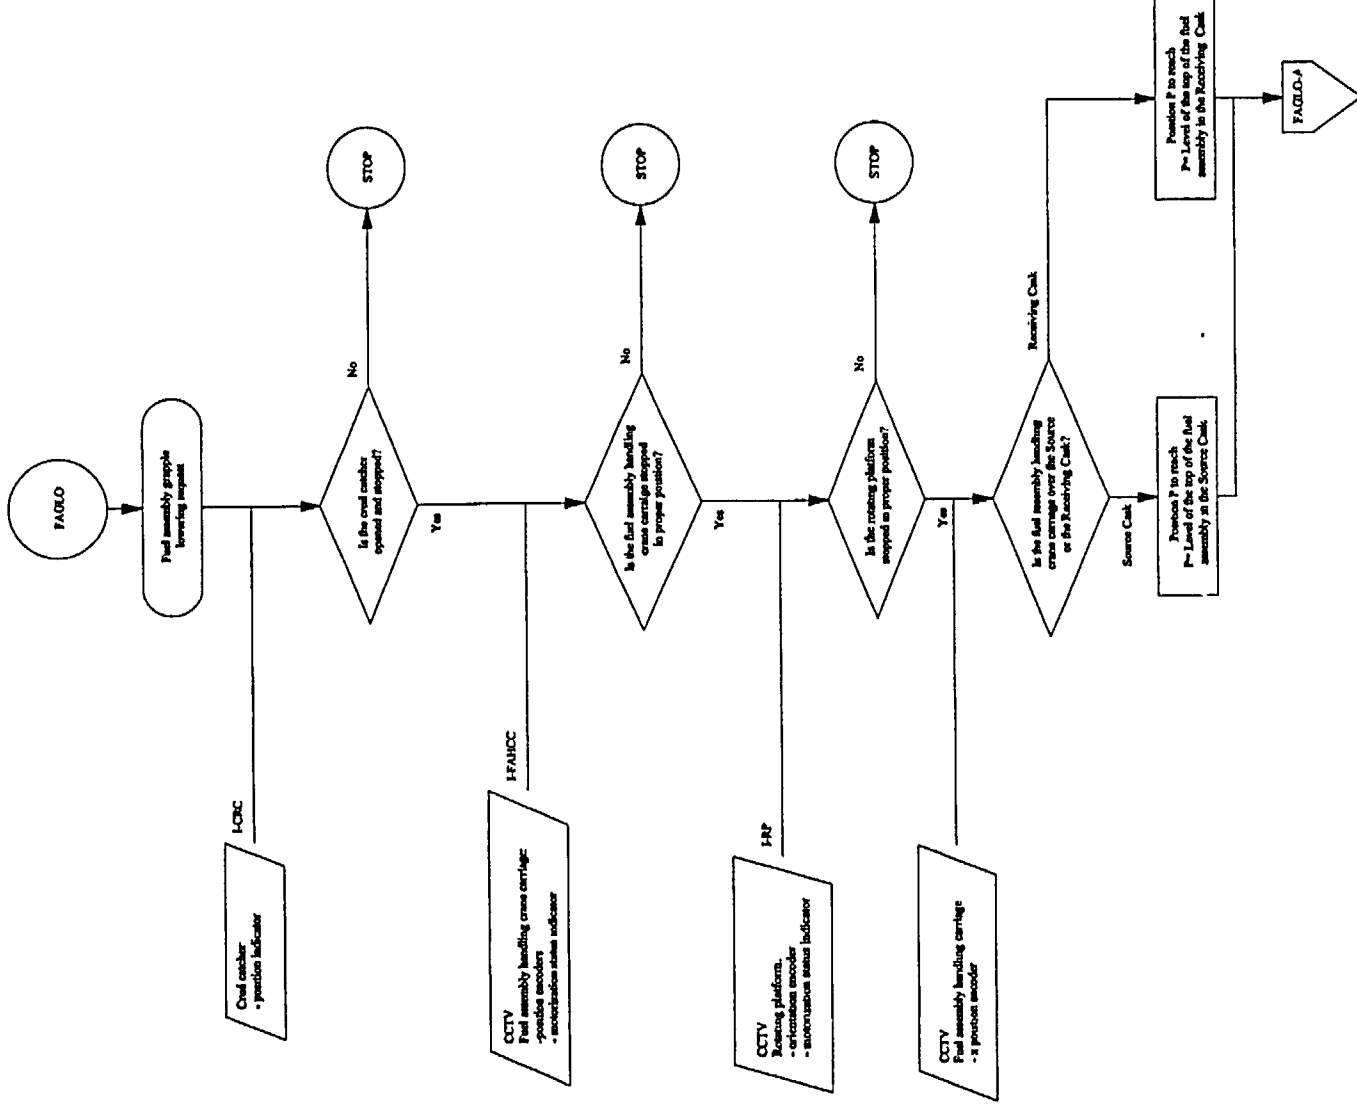 FAGLO
Fuel assembly grapple
lowering request
I-CRC
Crud catcher
- position indicator
Is the crud catcher
opened and stopped?
No
STOP
Yes
I-FAHCC
CCTV
Fuel assembly handling crane carriage:
-position encoders
- motorization status indicator
Is the fuel assembly handling
crane carraige stopped
in proper position?
No
STOP
Yes
I-RP
CCTV
Rotating platform.
- orientation encoder
- motorization status indicator
Is the rotating platform
stopped in proper position?
No
STOP
Yes
CCTV
Fuel assembly handling carriage
- x position encoder
Is the fuel assembly handling
crane carriage over the Source
or the Receiving Cask?
Receiving Cask
Source Cask
Position P to reach
P= Level of the top of the fuel
assembly in the Source Cask
Position P to reach
P= Level of the top of the fuel
assembly in the Receiving Cask
FAGLO-A